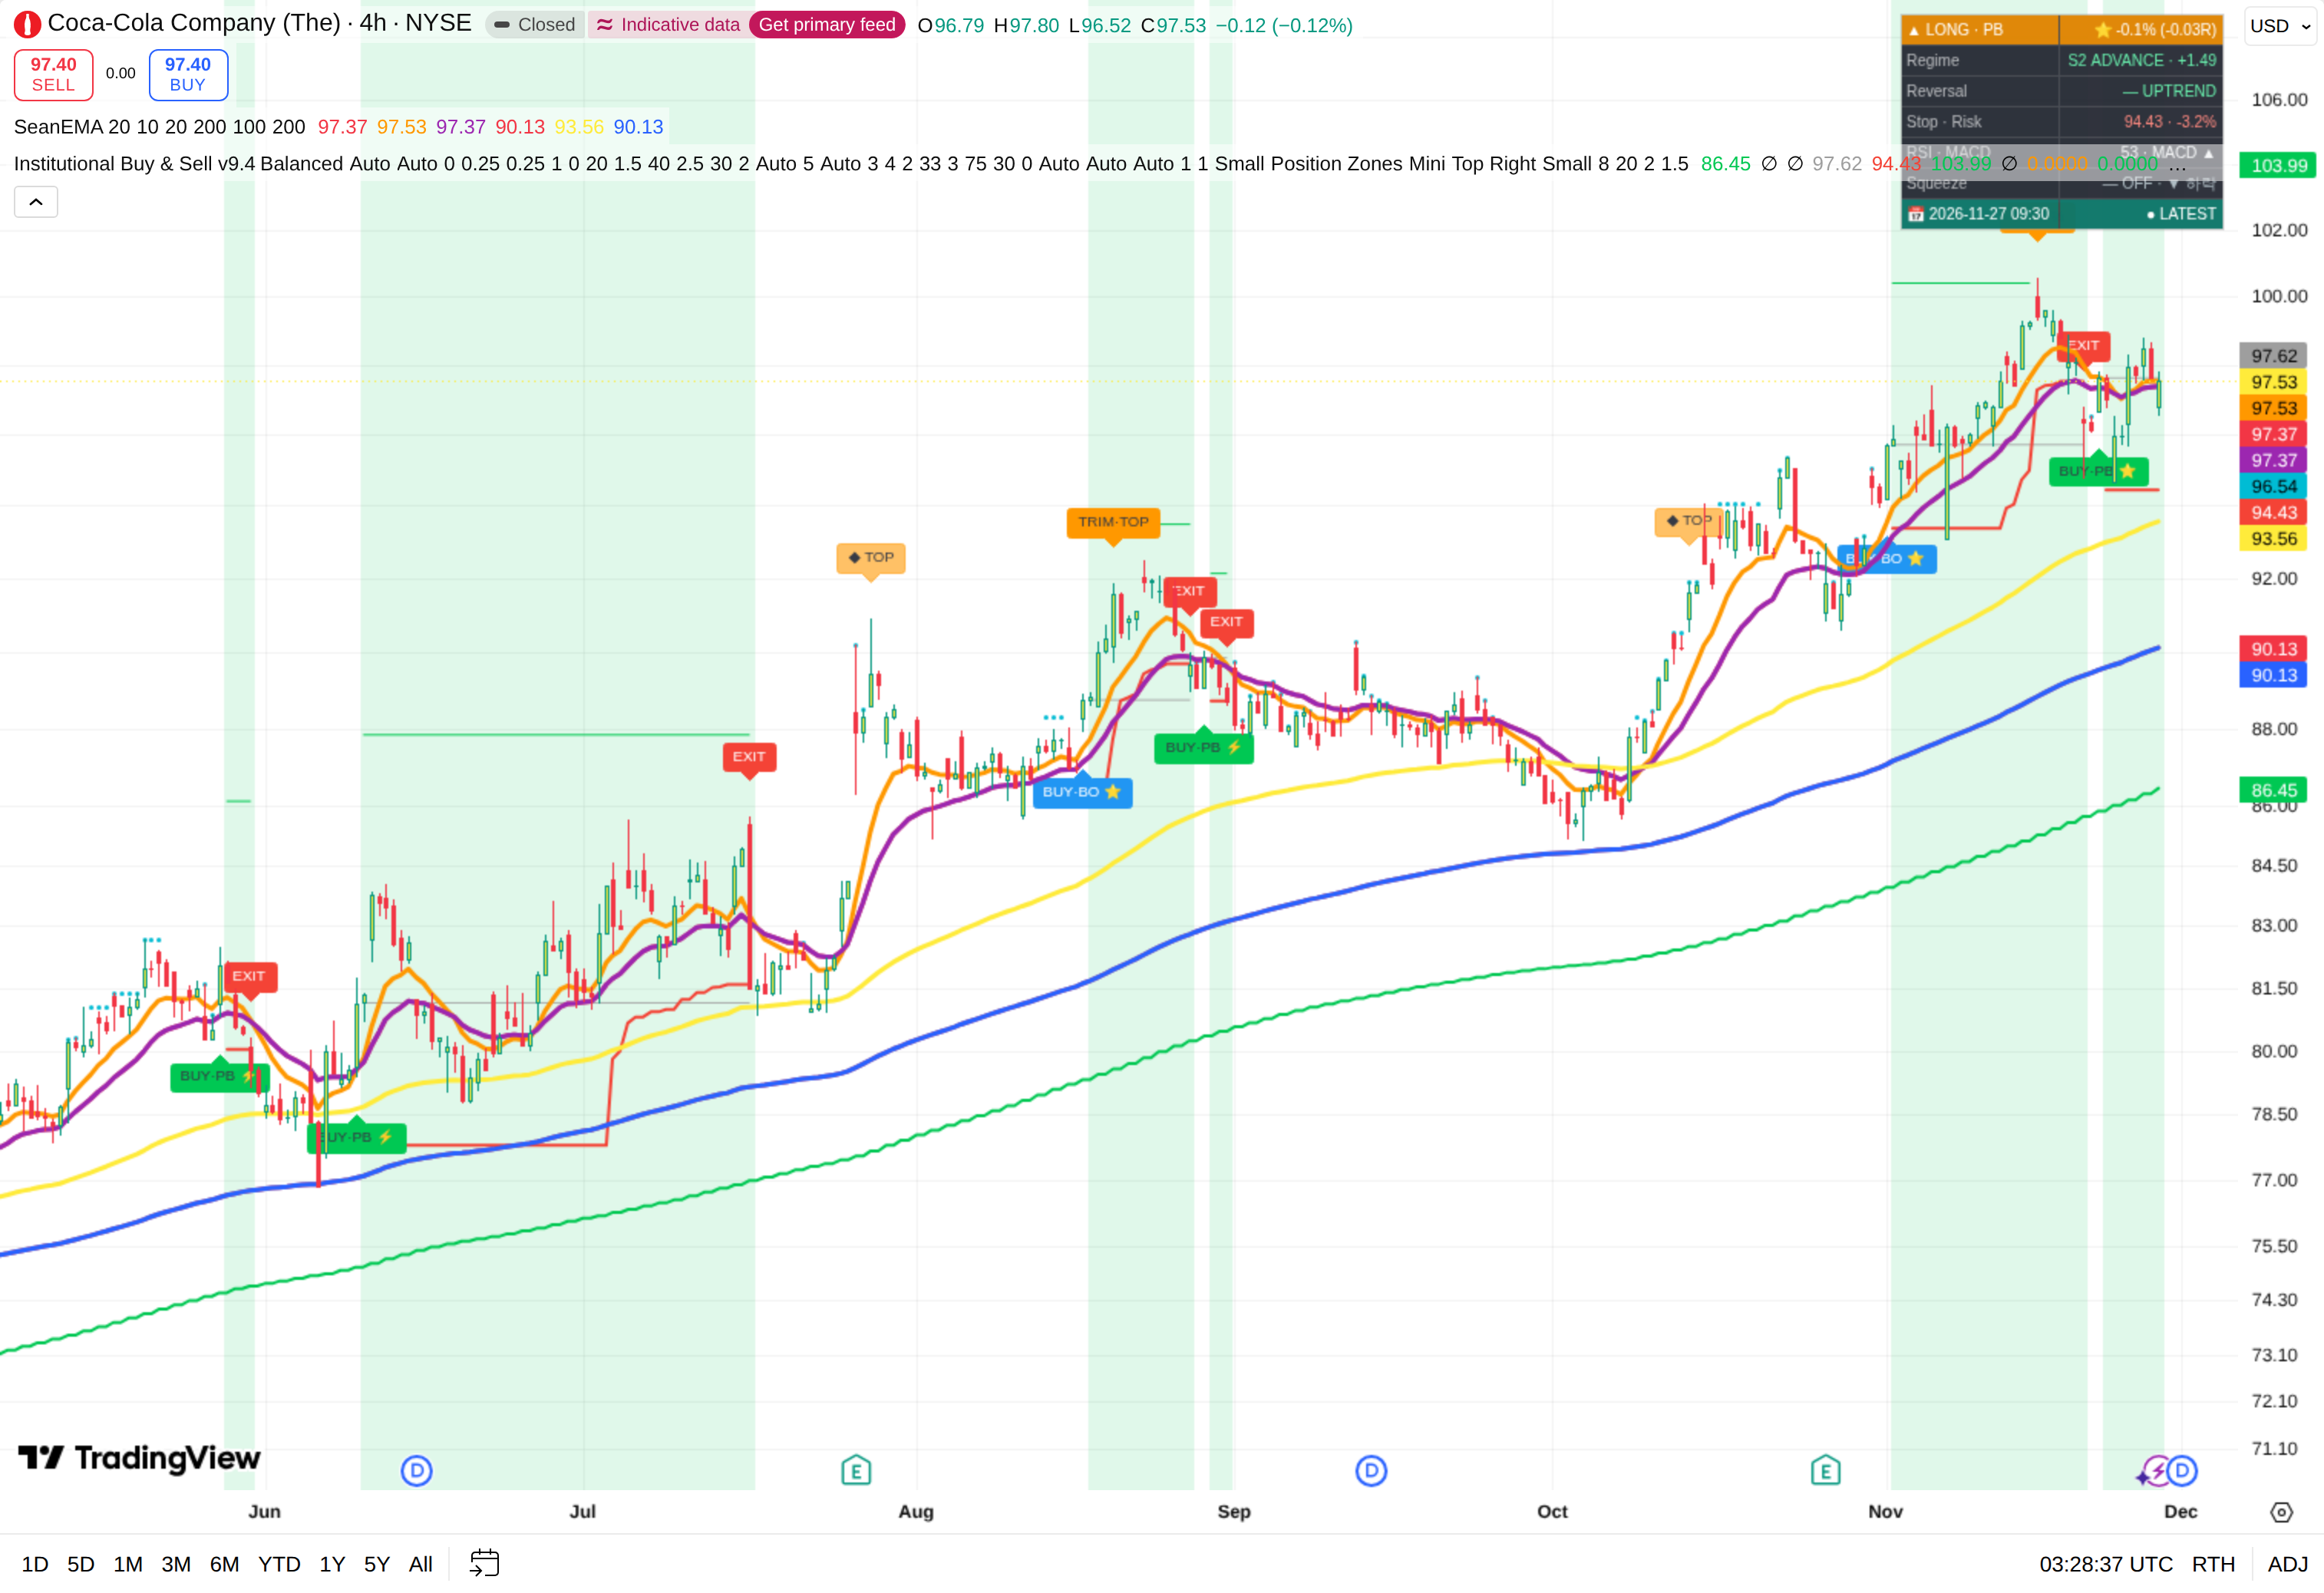 Coca-Cola Company (The) · 4h · NYSE Closed Indicative data Get primary feed O96.79 H97.80 L96.52 C97.53 −0.12 (−0.12%)
97.40 SELL 0.00 97.40 BUY
SeanEMA 20 10 20 200 100 200 97.37 97.53 97.37 90.13 93.56 90.13
Institutional Buy & Sell v9.4 Balanced Auto Auto 0 0.25 0.25 1 0 20 1.5 40 2.5 30 2 Auto 5 Auto 3 4 2 33 3 75 30 0 Auto Auto Auto 1 1 Small Position Zones Mini Top Right Small 8 20 2 1.5 86.45 ∅ ∅ 97.62 94.43 103.99 ∅ 0.0000 0.0000 …
▲ LONG · PB ⭐ -0.1% (-0.03R)
Regime S2 ADVANCE · +1.49
Reversal — UPTREND
Stop · Risk 94.43 · -3.2%
RSI · MACD 53 · MACD ▲
Squeeze — OFF · ▼ 하락
📅 2026-11-27 09:30 ● LATEST
USD
106.00
103.99
102.00
100.00
97.62
97.53
97.53
97.37
97.37
96.54
94.43
93.56
92.00
90.13
90.13
88.00
86.45
86.00
84.50
83.00
81.50
80.00
78.50
77.00
75.50
74.30
73.10
72.10
71.10
EXIT
BUY-PB ⚡
BUY-PB ⚡
EXIT
◆ TOP
TRIM-TOP
EXIT
EXIT
BUY-PB ⚡
BUY-BO ⭐
◆ TOP
BUY-BO ⭐
EXIT
BUY-PB ⭐
TradingView
D E D E D
Jun Jul Aug Sep Oct Nov Dec
1D 5D 1M 3M 6M YTD 1Y 5Y All 03:28:37 UTC RTH ADJ